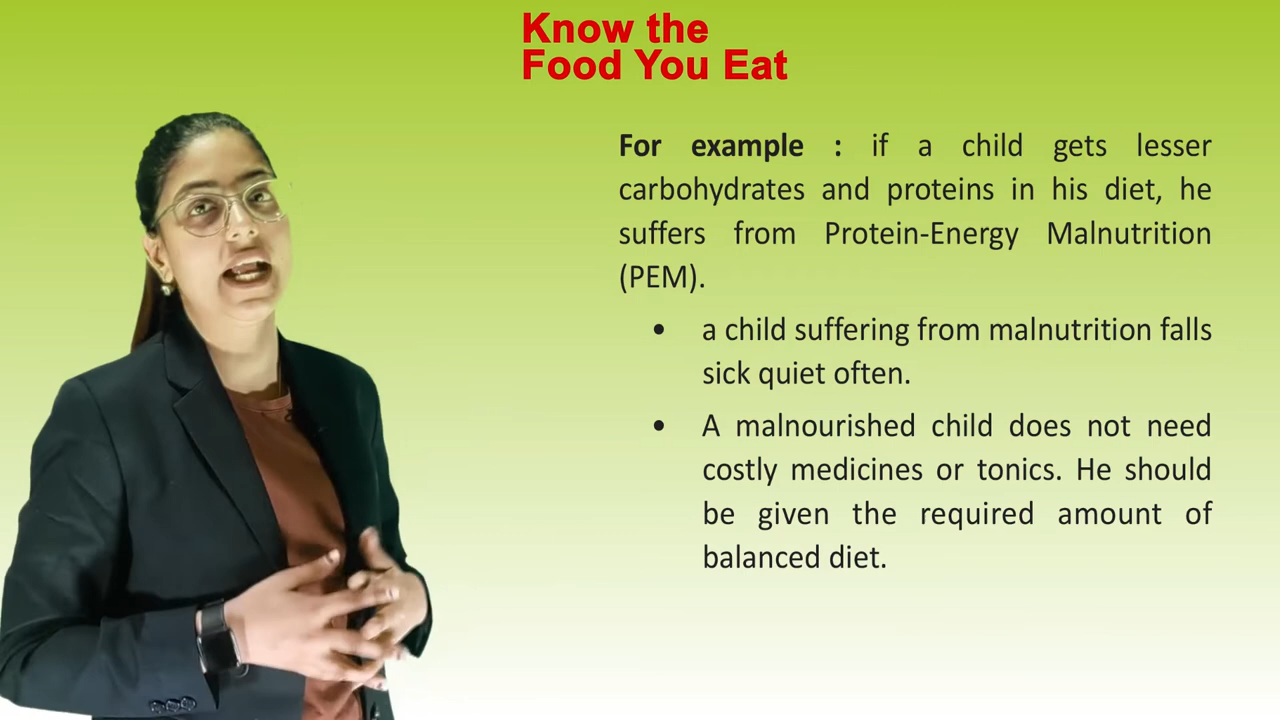 Know the
Food You Eat
For example : if a child gets lesser
carbohydrates and proteins in his diet, he
suffers from Protein-Energy Malnutrition
(PEM).
• a child suffering from malnutrition falls
sick quiet often.
• A malnourished child does not need
costly medicines or tonics. He should
be given the required amount of
balanced diet.